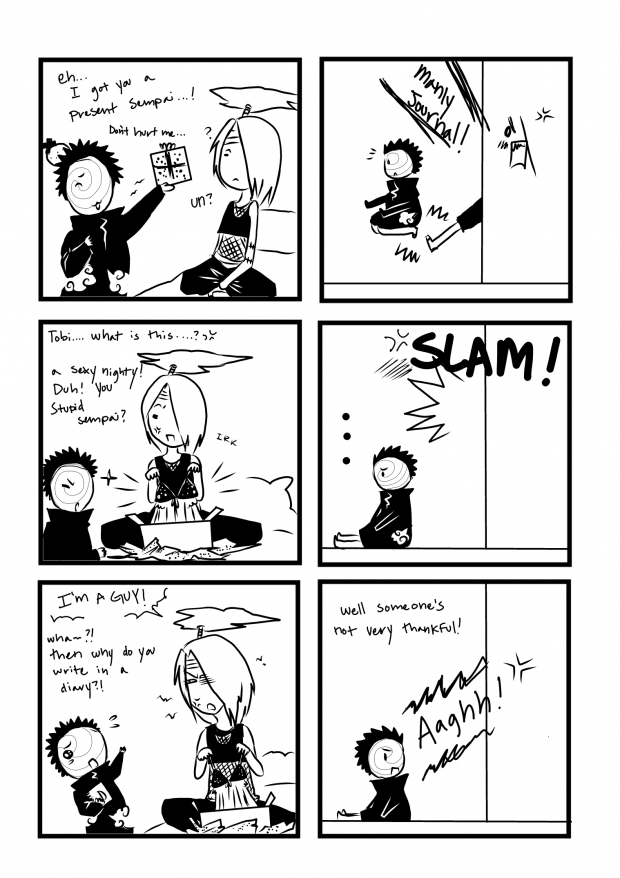 eh...
I got you a
present sempai...!
Don't hurt me...
?
un?
Tobi.... what is this....?
a sexy nighty!
Duh! You
Stupid
sempai?
IRK
I'M A GUY!
wha~?!
then why do you
write in a
diary?!
Manly
Journal!
SLAM!
well someone's
not very thankful!
Aaghh!